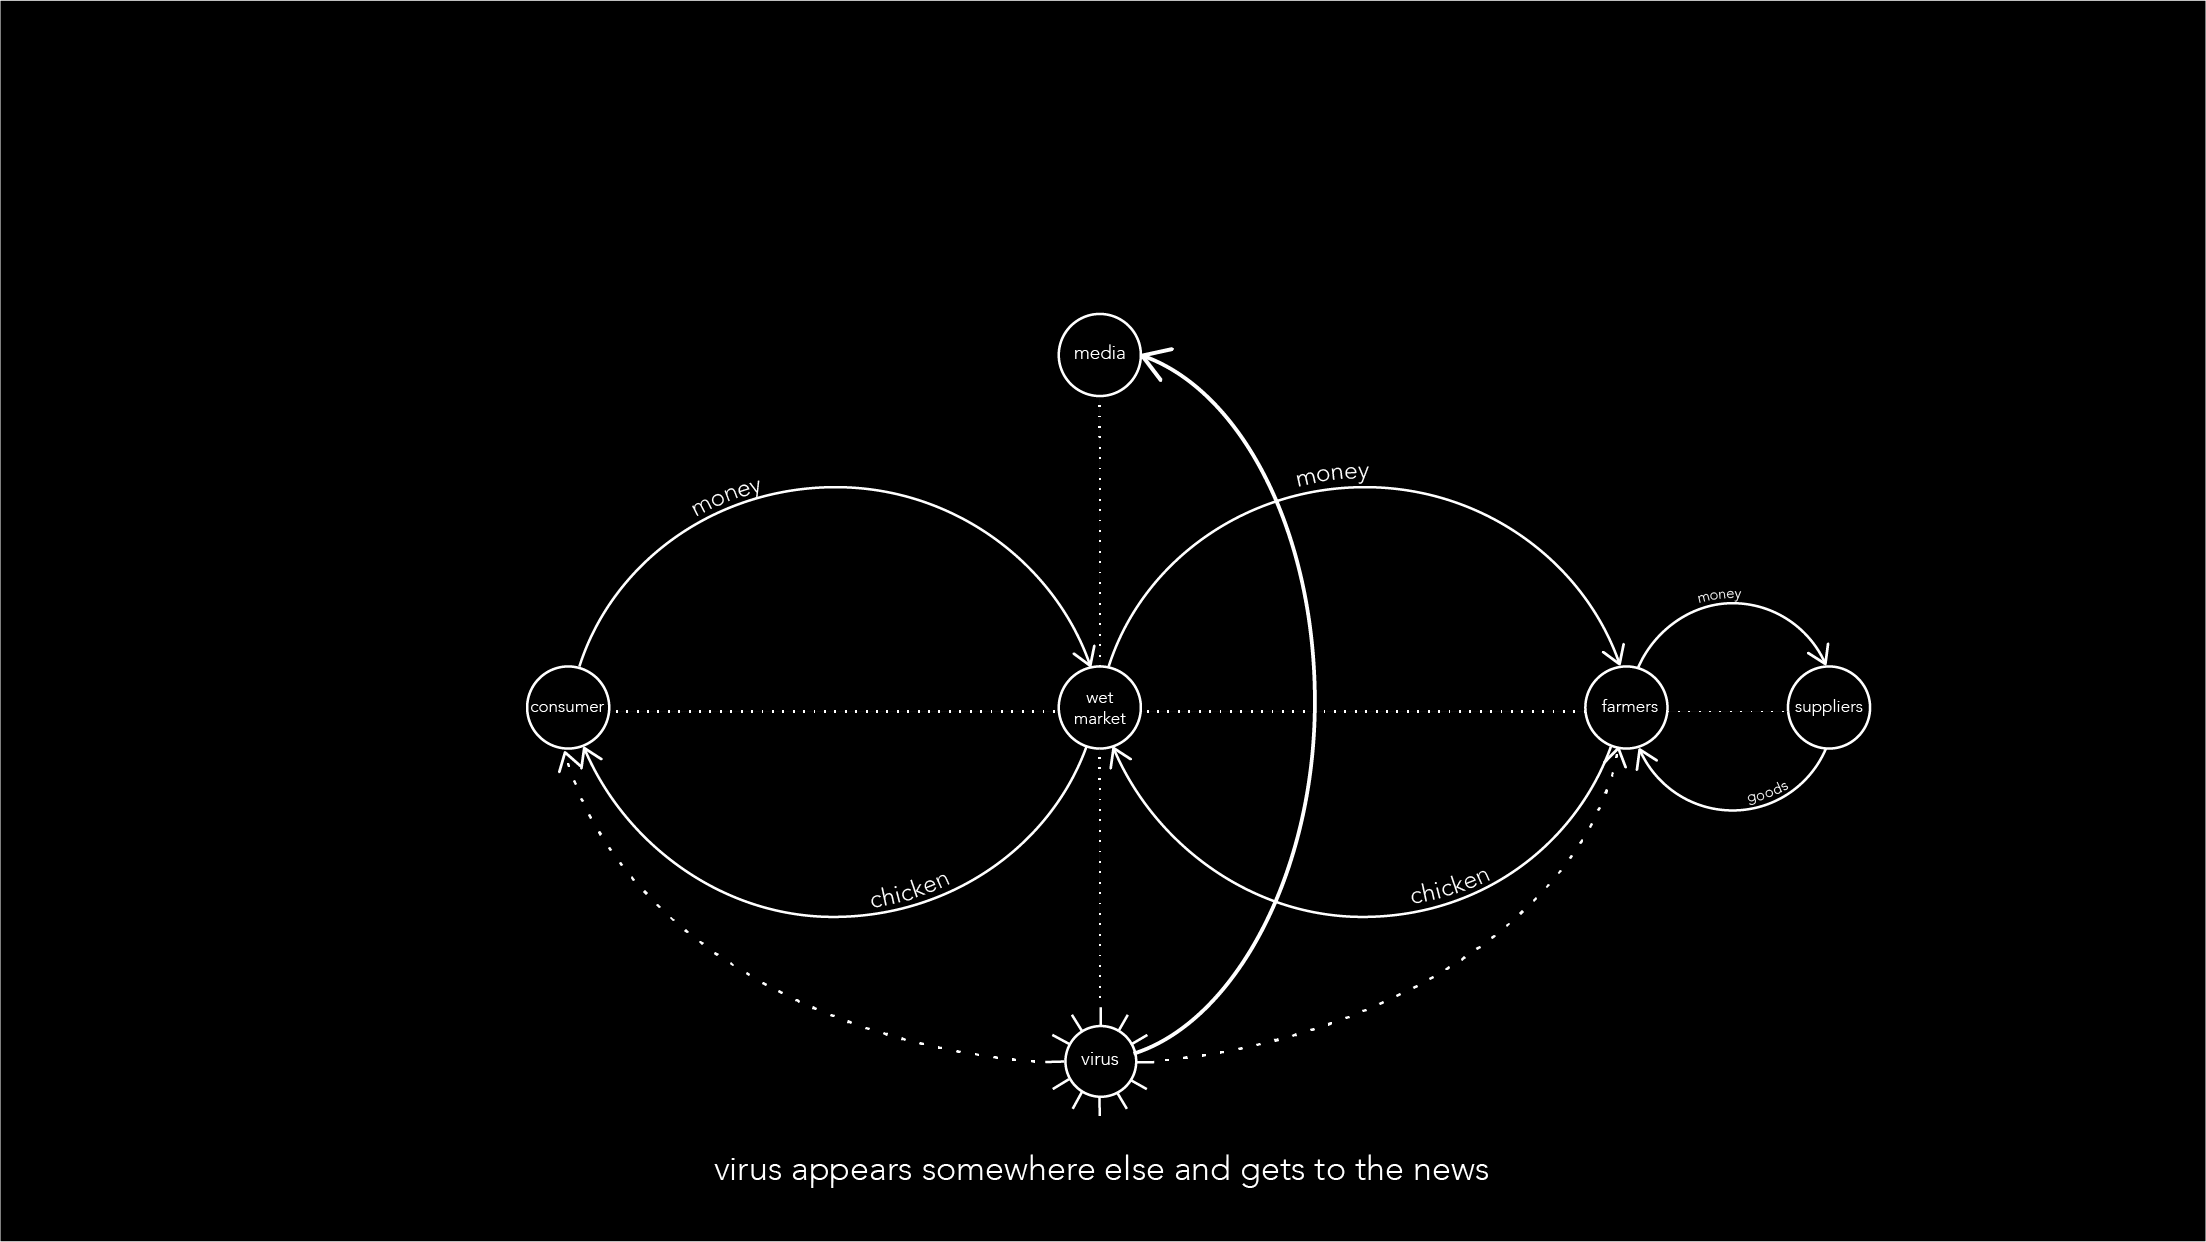 media
money
money
money
consumer
wet
market
farmers
suppliers
goods
chicken
chicken
virus
virus appears somewhere else and gets to the news